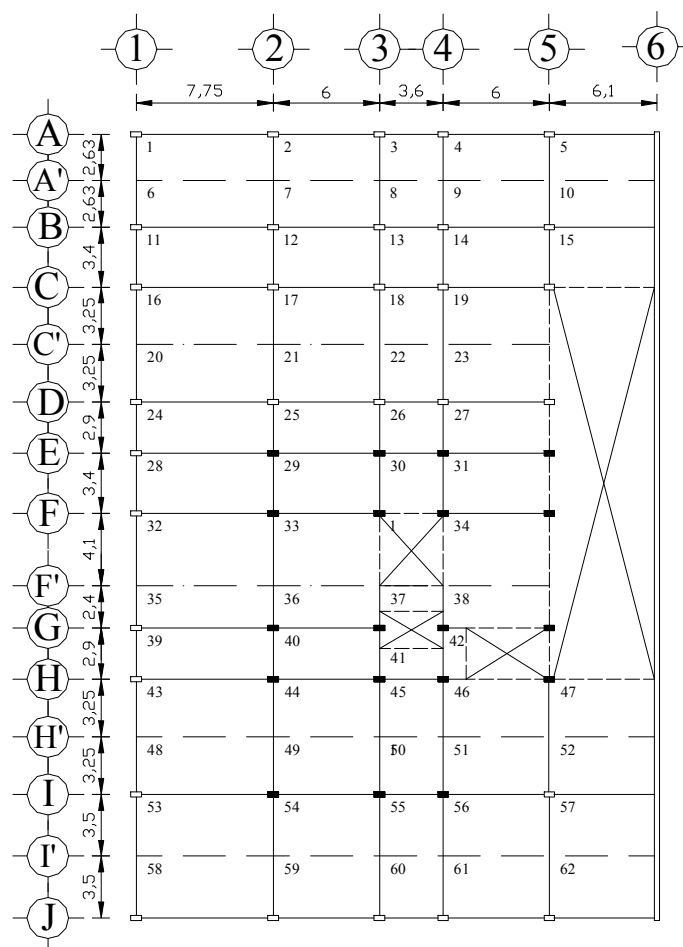 1 2 3 4 5 6
7,75 6 3,6 6 6,1
A
2,63
1 2 3 4 5
A'
2,63
6 7 8 9 10
B
3,4
11 12 13 14 15
C
3,25
16 17 18 19
C'
3,25
20 21 22 23
D
2,9
24 25 26 27
E
3,4
28 29 30 31
F
4,1
32 33 1 34
F'
2,4
35 36 37 38
G
2,9
39 40 41 42
H
3,25
43 44 45 46 47
H'
3,25
48 49 50 51 52
I
3,5
53 54 55 56 57
I'
3,5
58 59 60 61 62
J